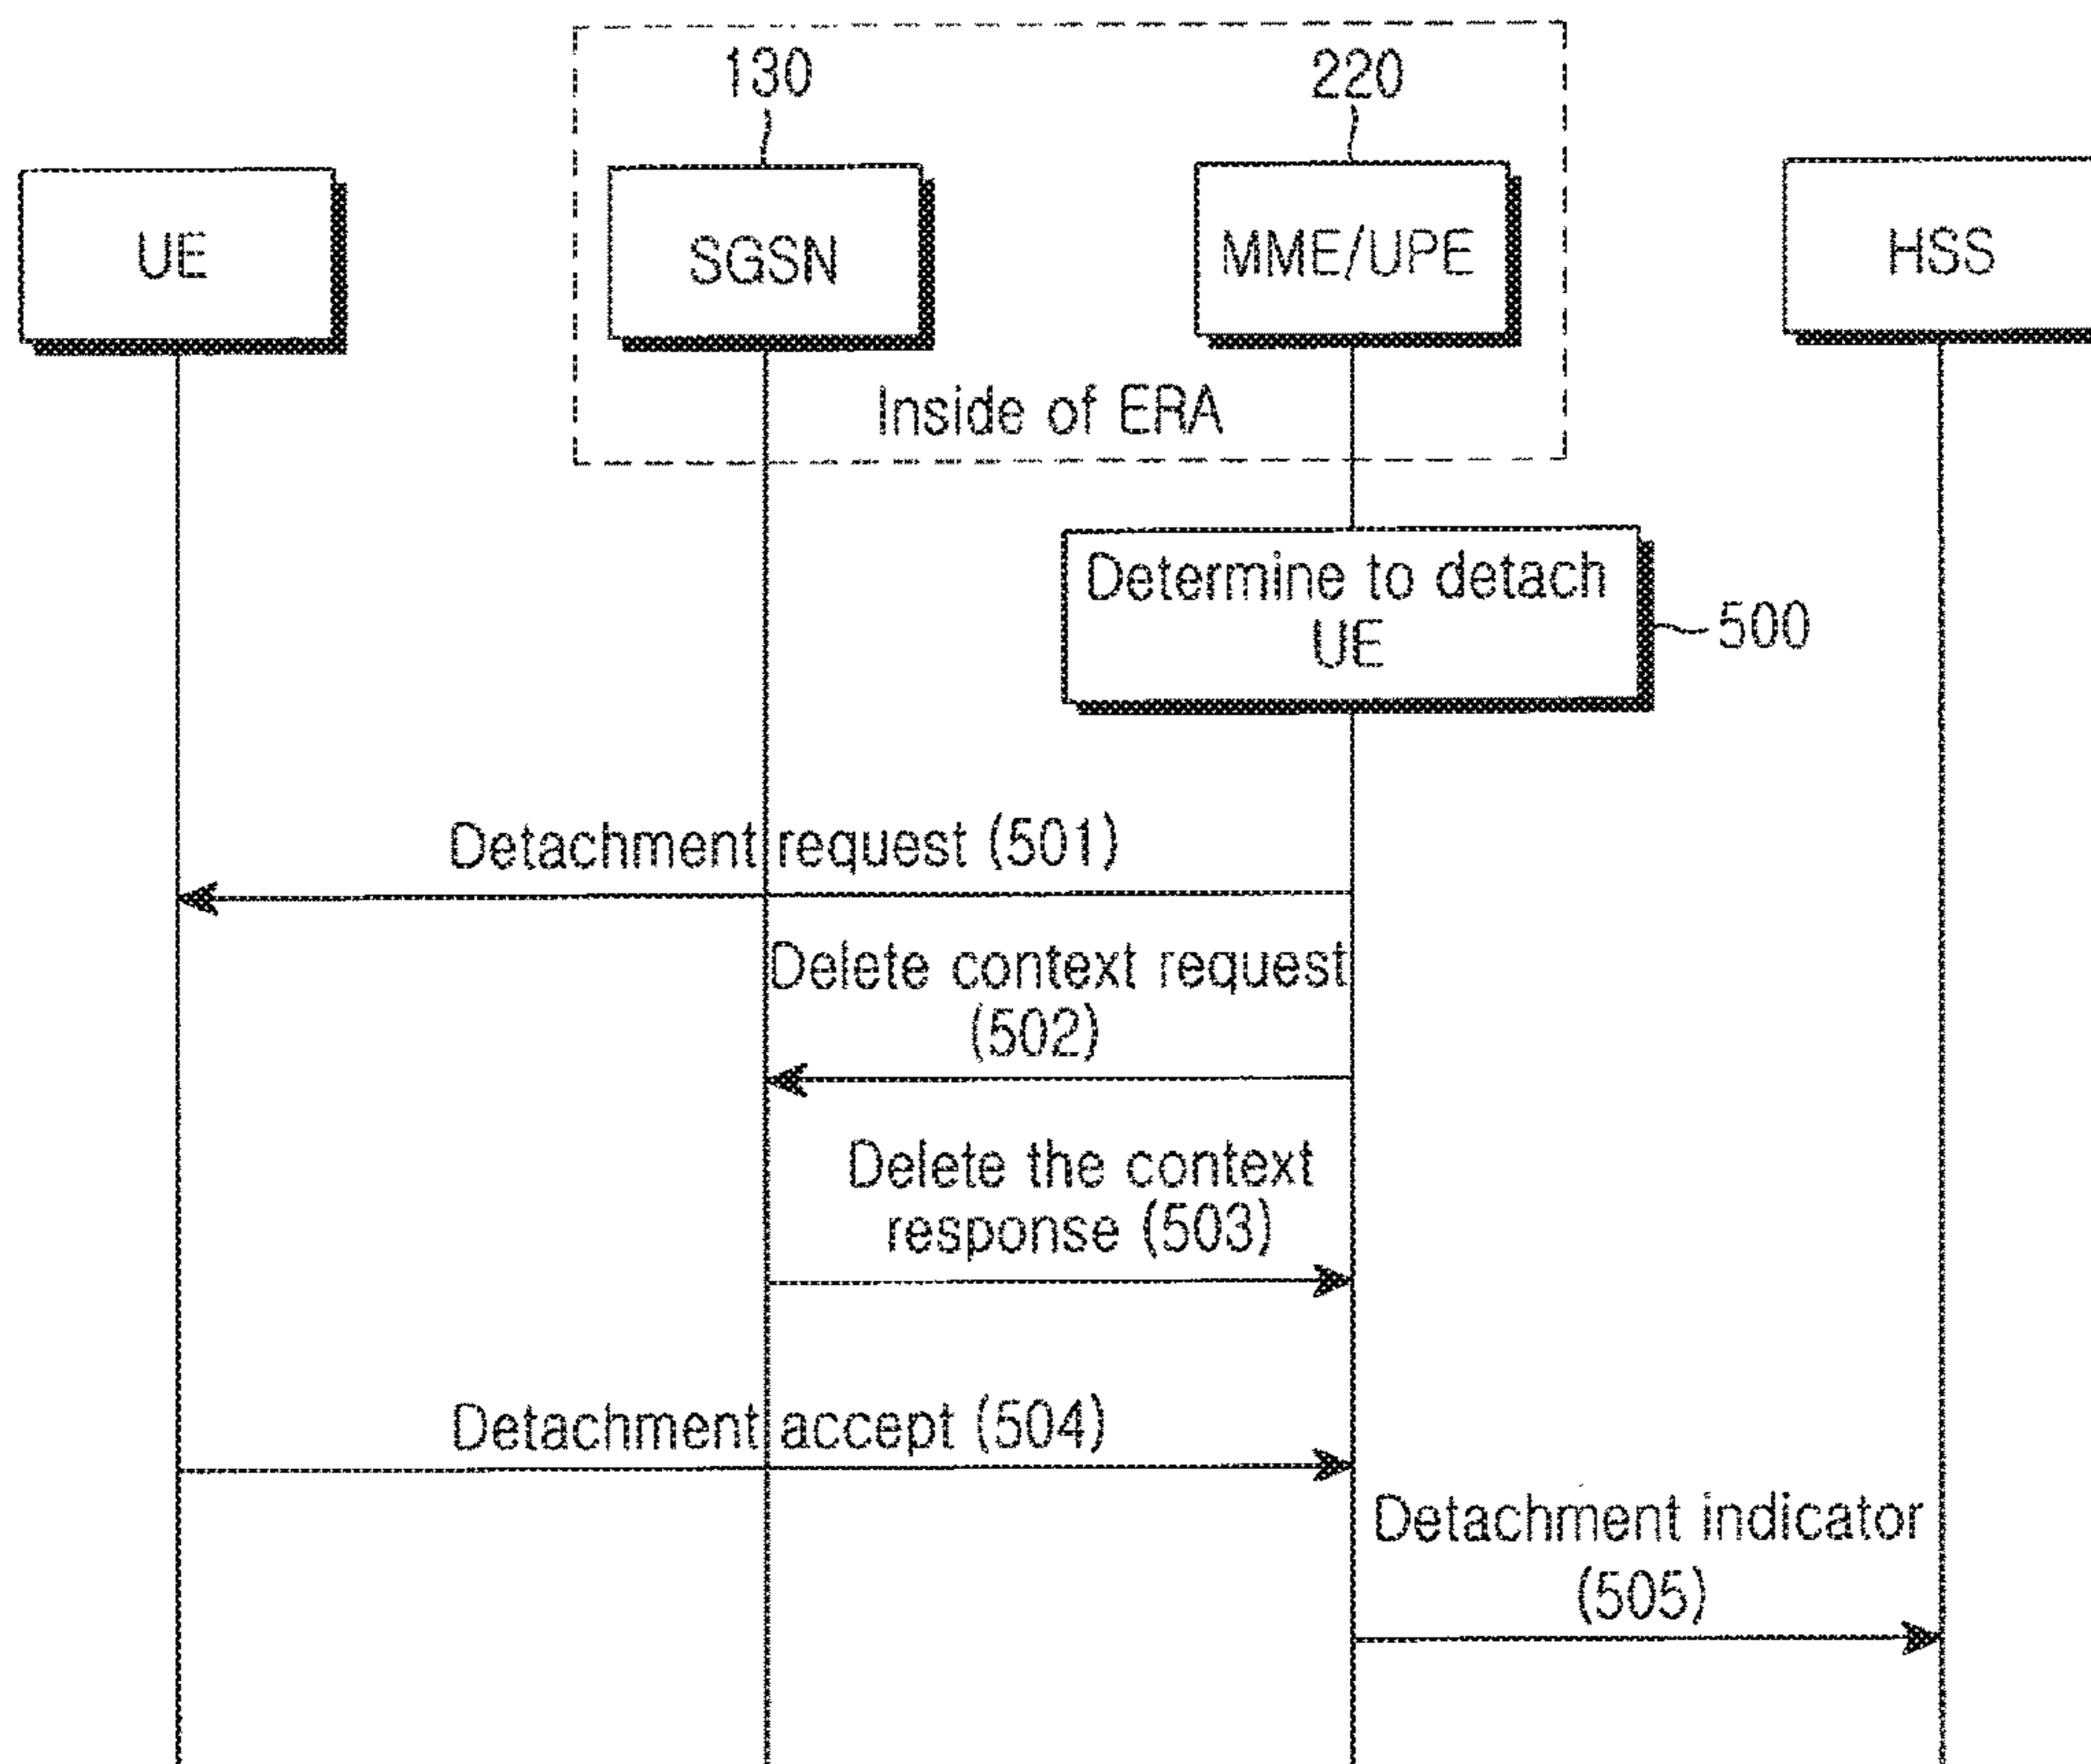 130
220
UE
SGSN
MME/UPE
HSS
Inside of ERA
Determine to detach
UE
500
Detachment request (501)
Delete context request
(502)
Delete the context
response (503)
Detachment accept (504)
Detachment indicator
(505)